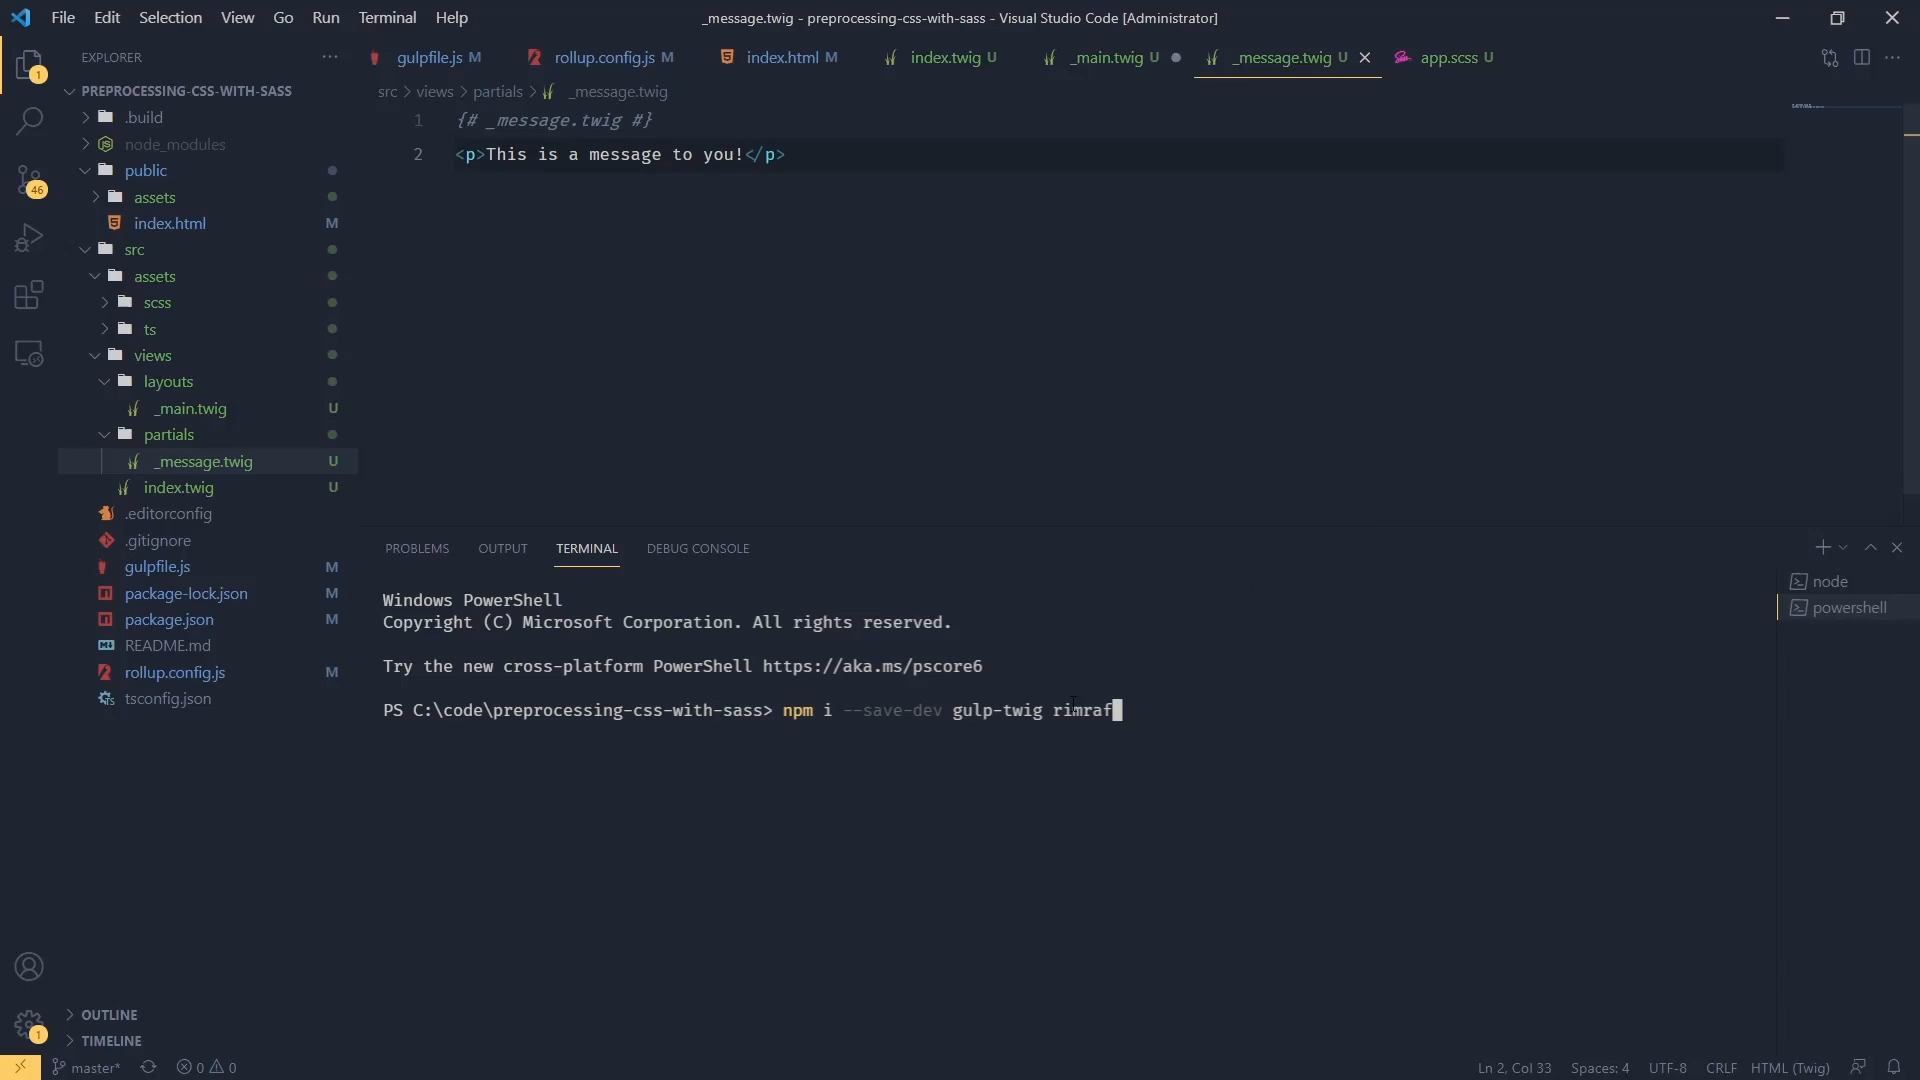 File Edit Selection View Go Run Terminal Help
_message.twig - preprocessing-css-with-sass - Visual Studio Code [Administrator]
EXPLORER
gulpfile.js M
rollup.config.js M
index.html M
index.twig U
_main.twig U
_message.twig U
app.scss U
1
PREPROCESSING-CSS-WITH-SASS
src > views > partials > _message.twig
.build
node_modules
public
assets
index.html M
src
assets
scss
ts
views
layouts
_main.twig U
partials
_message.twig U
index.twig U
.editorconfig
.gitignore
gulpfile.js M
package-lock.json M
package.json M
README.md
rollup.config.js M
tsconfig.json
46
1 {# _message.twig #}
2 <p>This is a message to you!</p>
PROBLEMS OUTPUT TERMINAL DEBUG CONSOLE
node
powershell
Windows PowerShell
Copyright (C) Microsoft Corporation. All rights reserved.
Try the new cross-platform PowerShell https://aka.ms/pscore6
PS C:\code\preprocessing-css-with-sass> npm i --save-dev gulp-twig rimraf
OUTLINE
1
TIMELINE
master* 0 0
Ln 2, Col 33 Spaces: 4 UTF-8 CRLF HTML (Twig)